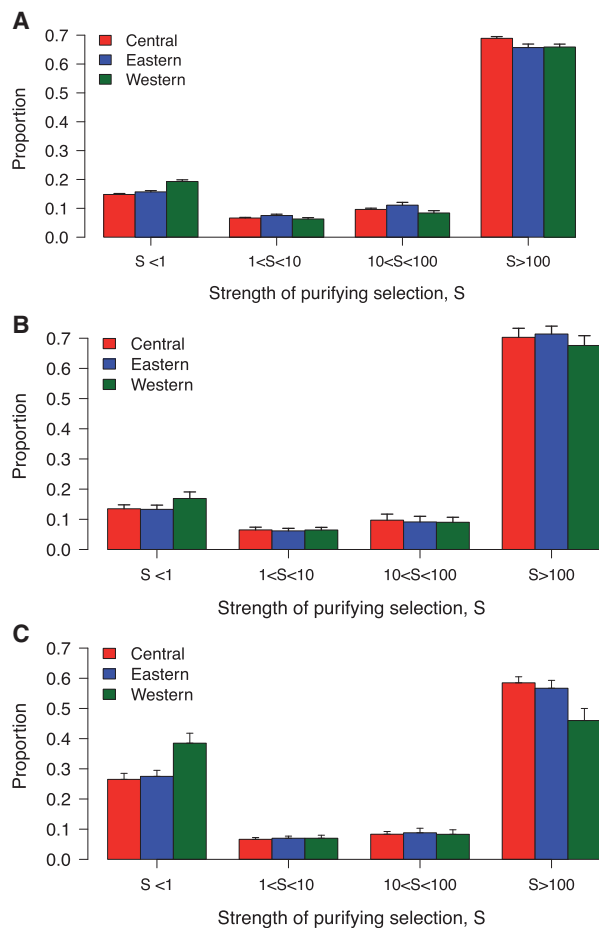 A
0.7
0.6
0.5
0.4
0.3
0.2
0.1
0.0
Proportion
Central
Eastern
Western
S <1
1<S<10
10<S<100
S>100
Strength of purifying selection, S
B
0.7
0.6
0.5
0.4
0.3
0.2
0.1
0.0
Proportion
Central
Eastern
Western
S <1
1<S<10
10<S<100
S>100
Strength of purifying selection, S
C
0.7
0.6
0.5
0.4
0.3
0.2
0.1
0.0
Proportion
Central
Eastern
Western
S <1
1<S<10
10<S<100
S>100
Strength of purifying selection, S